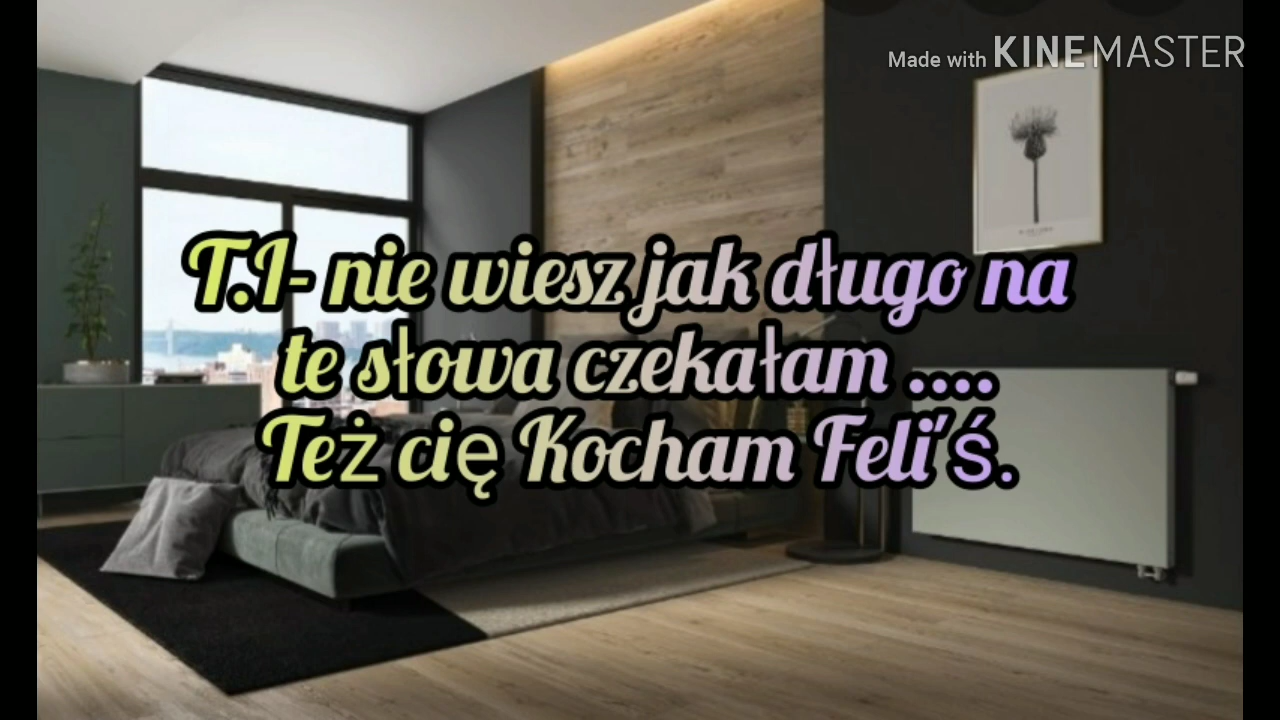 Made with KINEMASTER
T.I- nie wiesz jak długo na
te słowa czekałam ....
Też cię Kocham Feli'ś.